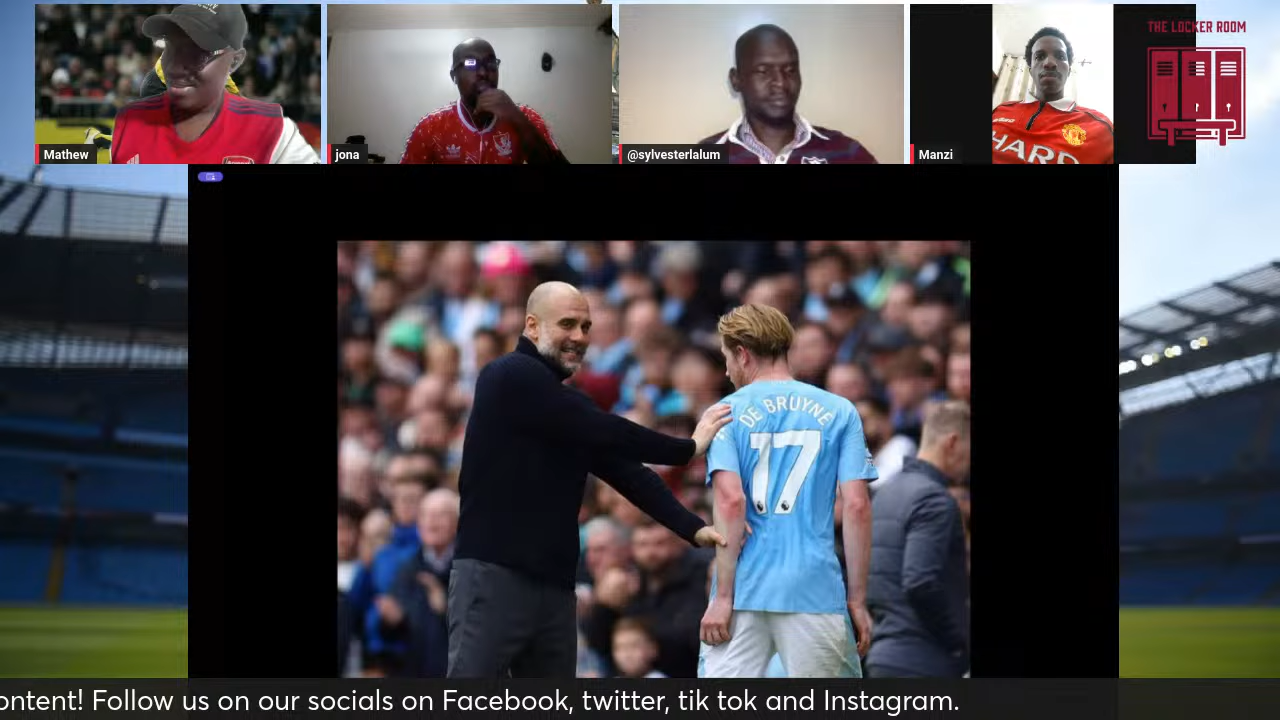 THE LOCKER ROOM
Mathew
jona
@sylvesterlalum
Manzi
HARP
DE BRUYNE
17
ontent! Follow us on our socials on Facebook, twitter, tik tok and Instagram.